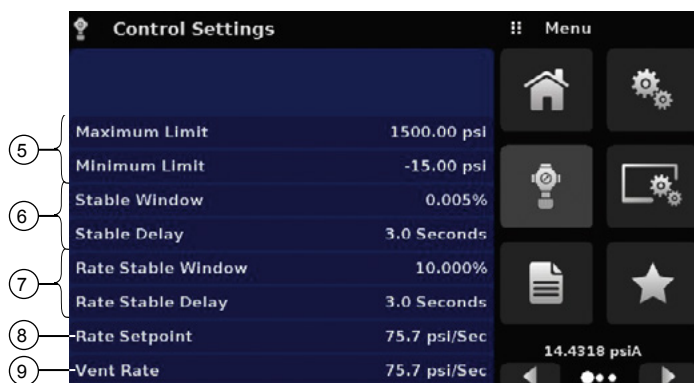 Control Settings
Menu
5
Maximum Limit 1500.00 psi
Minimum Limit -15.00 psi
6
Stable Window 0.005%
Stable Delay 3.0 Seconds
7
Rate Stable Window 10.000%
Rate Stable Delay 3.0 Seconds
8
Rate Setpoint 75.7 psi/Sec
9
Vent Rate 75.7 psi/Sec
14.4318 psiA